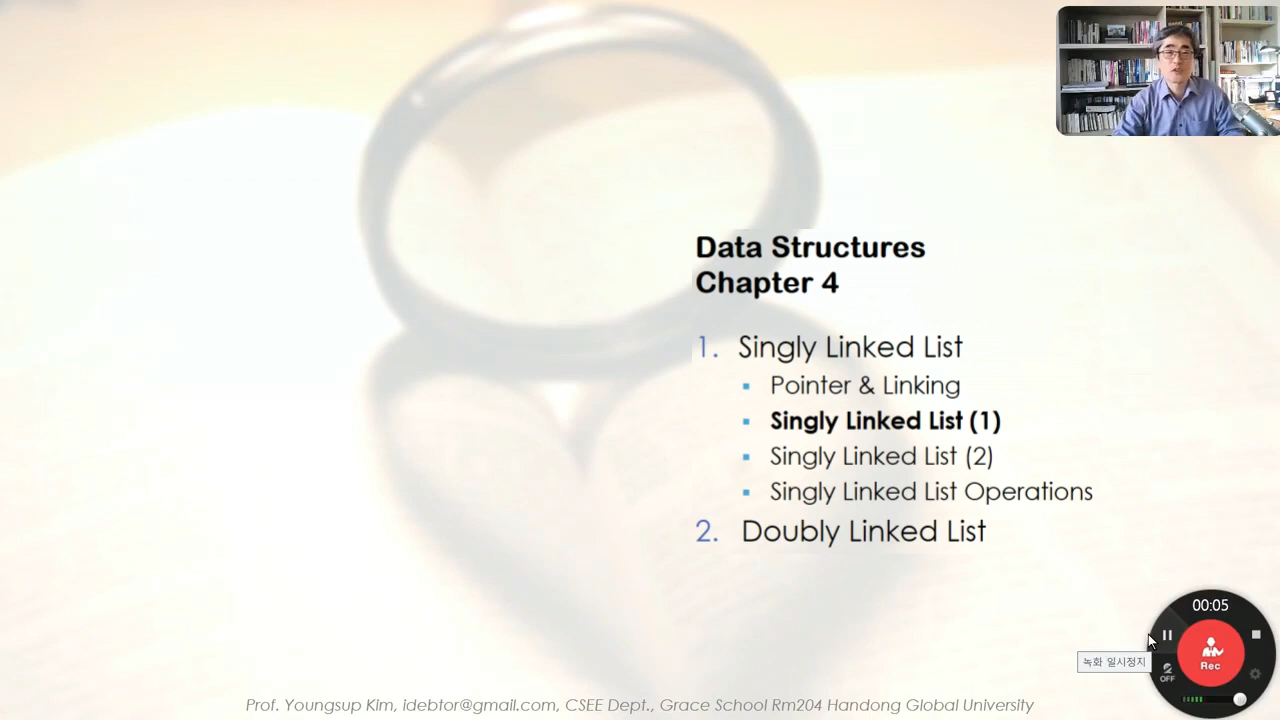 Data Structures
Chapter 4
1. Singly Linked List
▪ Pointer & Linking
▪ Singly Linked List (1)
▪ Singly Linked List (2)
▪ Singly Linked List Operations
2. Doubly Linked List
00:05
Rec
OFF
녹화 일시정지
Prof. Youngsup Kim, idebtor@gmail.com, CSEE Dept., Grace School Rm204 Handong Global University